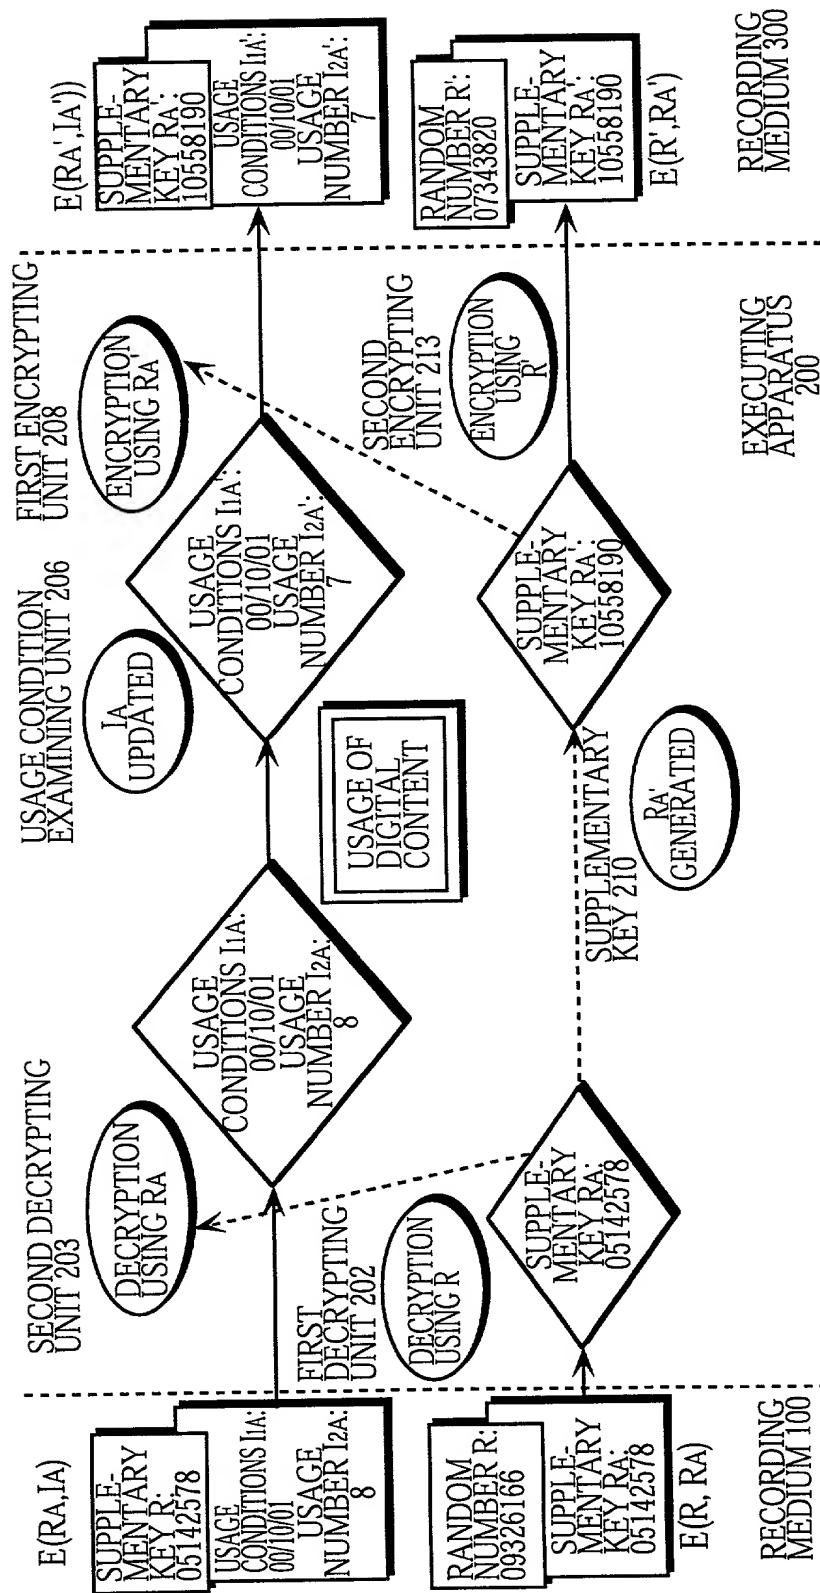 E(RA,IA)
SUPPLE-
MENTARY
KEY R:
05142578
USAGE
CONDITIONS I1A:
00/10/01
USAGE
NUMBER I2A:
8
RANDOM
NUMBER R:
09326166
SUPPLE-
MENTARY
KEY RA:
05142578
E(R, RA)
RECORDING
MEDIUM 100
SECOND DECRYPTING
UNIT 203
DECRYPTION
USING RA
FIRST
DECRYPTING
UNIT 202
DECRYPTION
USING R
SUPPLE-
MENTARY
KEY RA:
05142578
USAGE
CONDITIONS I1A:
00/10/01
USAGE
NUMBER I2A:
8
USAGE OF
DIGITAL
CONTENT
SUPPLEMENTARY
KEY 210
RA'
GENERATED
USAGE CONDITION
EXAMINING UNIT 206
IA
UPDATED
USAGE
CONDITIONS I1A':
00/10/01
USAGE
NUMBER I2A':
7
SUPPLE-
MENTARY
KEY RA':
10558190
FIRST ENCRYPTING
UNIT 208
ENCRYPTION
USING RA'
SECOND
ENCRYPTING
UNIT 213
ENCRYPTION
USING
R'
EXECUTING
APPARATUS
200
E(RA',IA'))
SUPPLE-
MENTARY
KEY RA':
10558190
USAGE
CONDITIONS I1A':
00/10/01
USAGE
NUMBER I2A':
7
RANDOM
NUMBER R':
07343820
SUPPLE-
MENTARY
KEY RA':
10558190
E(R',RA')
RECORDING
MEDIUM 300